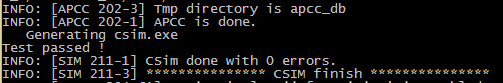 INFO: [APCC 202-3] Tmp directory is apcc_db
INFO: [APCC 202-1] APCC is done.
   Generating csim.exe
Test passed !
INFO: [SIM 211-1] CSim done with 0 errors.
INFO: [SIM 211-3] *************** CSIM finish ***************